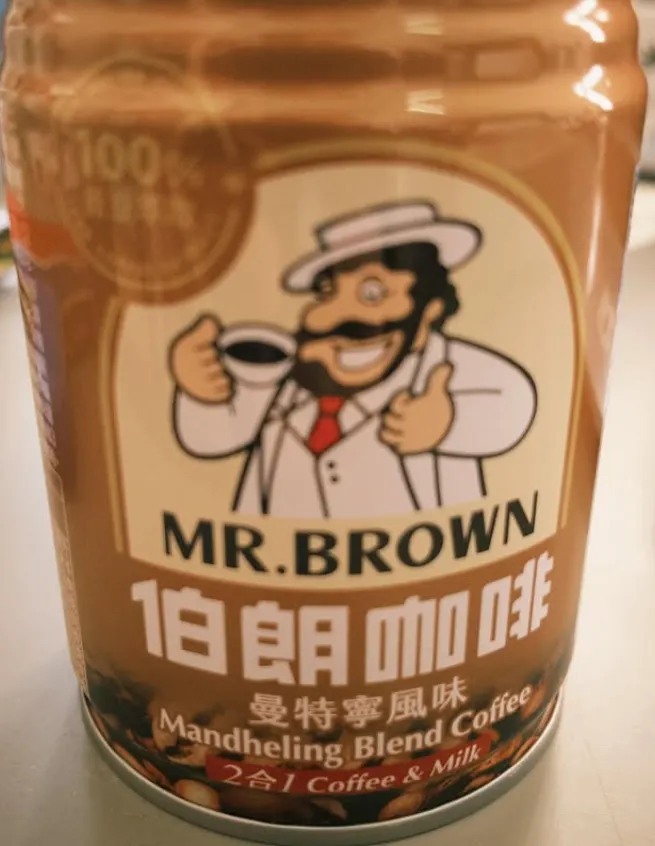 100%
MR.BROWN
伯朗咖啡
曼特寧風味
Mandheling Blend Coffee
2合1 Coffee & Milk